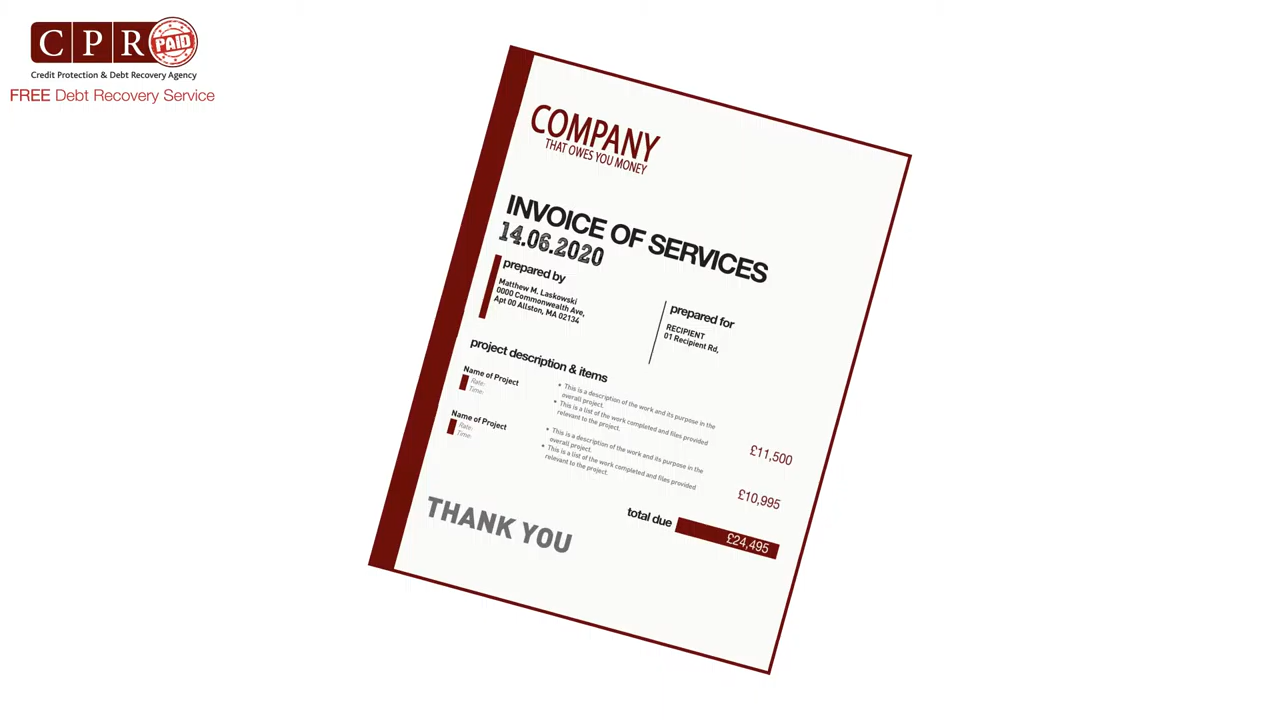 CPR PAID
Credit Protection & Debt Recovery Agency
FREE Debt Recovery Service
COMPANY
THAT OWES YOU MONEY
INVOICE OF SERVICES
14.06.2020
prepared by
Matthew M. Laskowski
0000 Commonwealth Ave,
Apt 00 Allston, MA 02134
prepared for
RECIPIENT
01 Recipient Rd,
project description & items
Name of Project
Rate:
Time:
• This is a description of the work and its purpose in the
overall project.
• This is a list of the work completed and files provided
relevant to the project.
£11,500
Name of Project
Rate:
Time:
• This is a description of the work and its purpose in the
overall project.
• This is a list of the work completed and files provided
relevant to the project.
£10,995
total due £24,495
THANK YOU